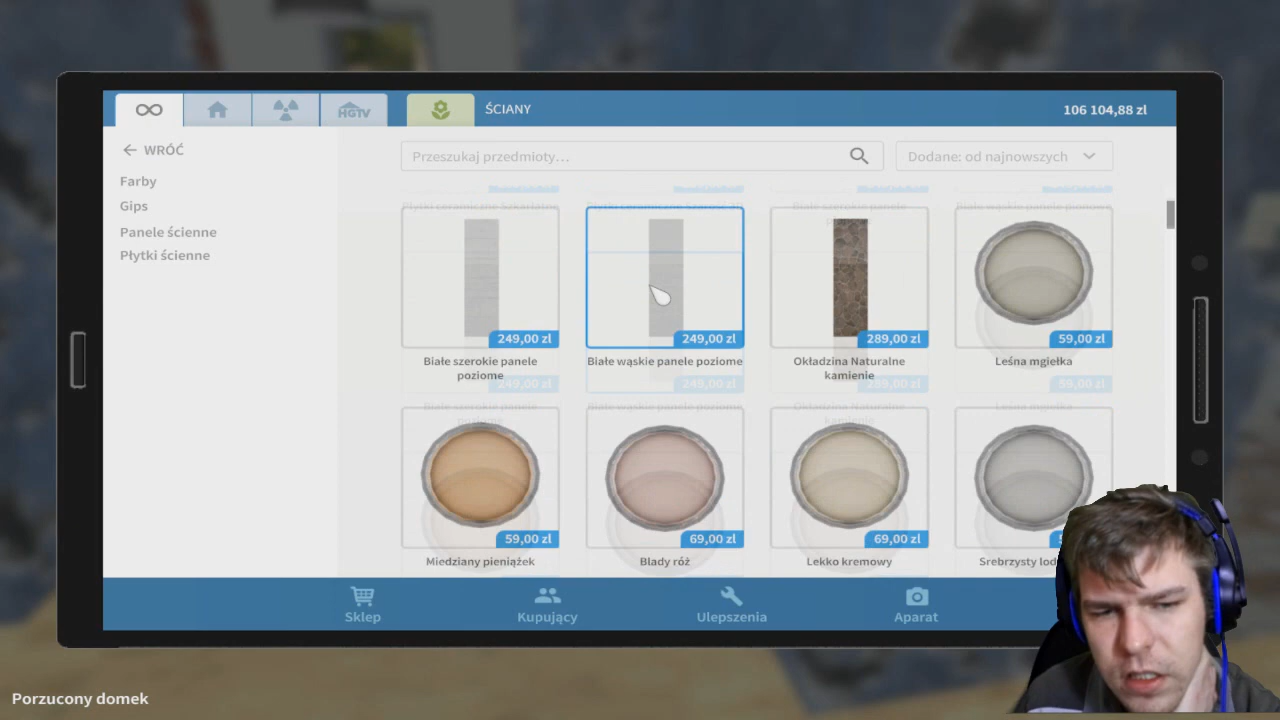 HGTV
ŚCIANY
106 104,88 zl
WRÓĆ
Przeszukaj przedmioty...
Dodane: od najnowszych
Farby
Gips
Panele ścienne
Płytki ścienne
249,00 zl
249,00 zl
289,00 zl
59,00 zl
Białe szerokie panele
poziome
Białe wąskie panele poziome
Okładzina Naturalne
kamienie
Leśna mgiełka
59,00 zl
69,00 zl
69,00 zl
Miedziany pieniążek
Blady róż
Lekko kremowy
Srebrzysty
Sklep
Kupujący
Ulepszenia
Aparat
Porzucony domek